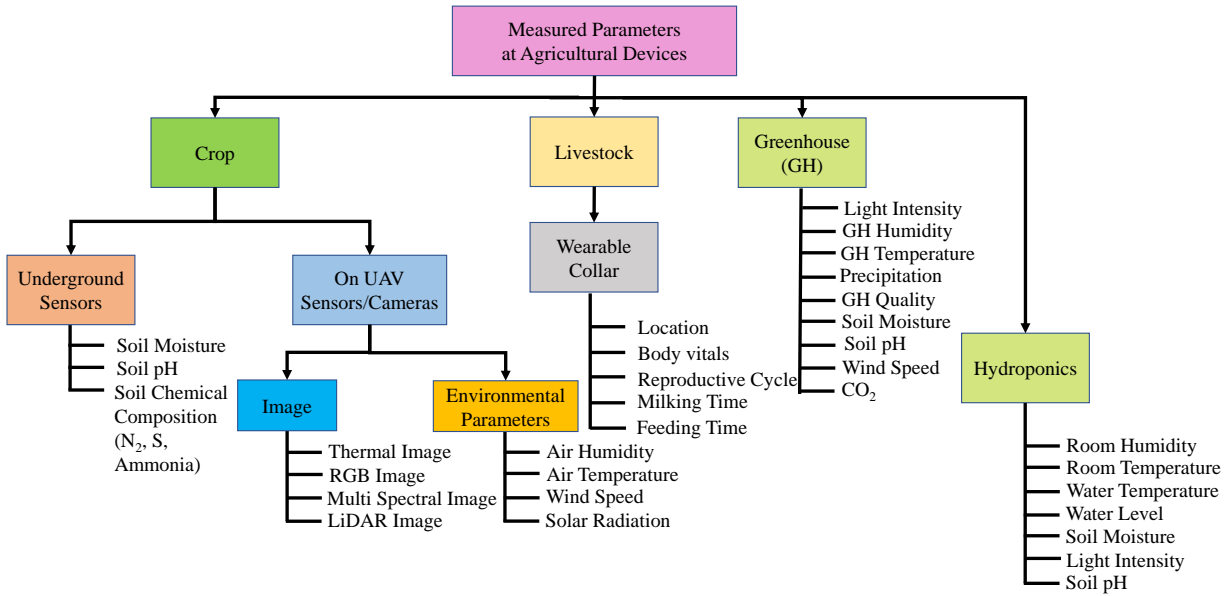 Measured Parameters
at Agricultural Devices
Crop
Livestock
Greenhouse
(GH)
Underground
Sensors
On UAV
Sensors/Cameras
Wearable
Collar
Hydroponics
Soil Moisture
Soil pH
Soil Chemical
Composition
(N₂, S,
Ammonia)
Image
Thermal Image
RGB Image
Multi Spectral Image
LiDAR Image
Environmental
Parameters
Air Humidity
Air Temperature
Wind Speed
Solar Radiation
Location
Body vitals
Reproductive Cycle
Milking Time
Feeding Time
Light Intensity
GH Humidity
GH Temperature
Precipitation
GH Quality
Soil Moisture
Soil pH
Wind Speed
CO₂
Room Humidity
Room Temperature
Water Temperature
Water Level
Soil Moisture
Light Intensity
Soil pH